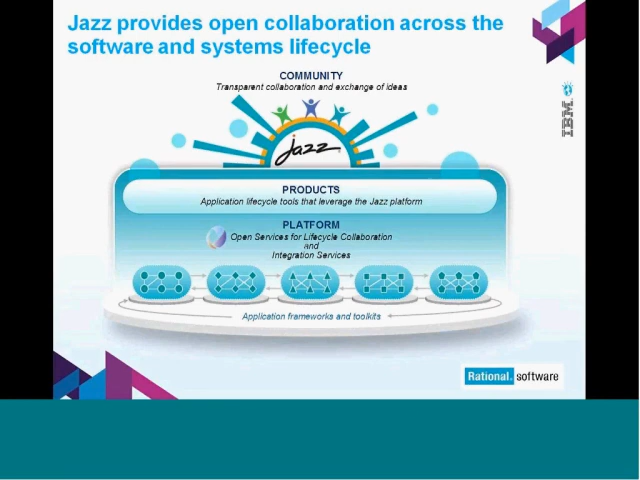 Jazz provides open collaboration across the
software and systems lifecycle
COMMUNITY
Transparent collaboration and exchange of ideas
jazz
PRODUCTS
Application lifecycle tools that leverage the Jazz platform
PLATFORM
Open Services for Lifecycle Collaboration
and
Integration Services
Application frameworks and toolkits
IBM
Rational. software